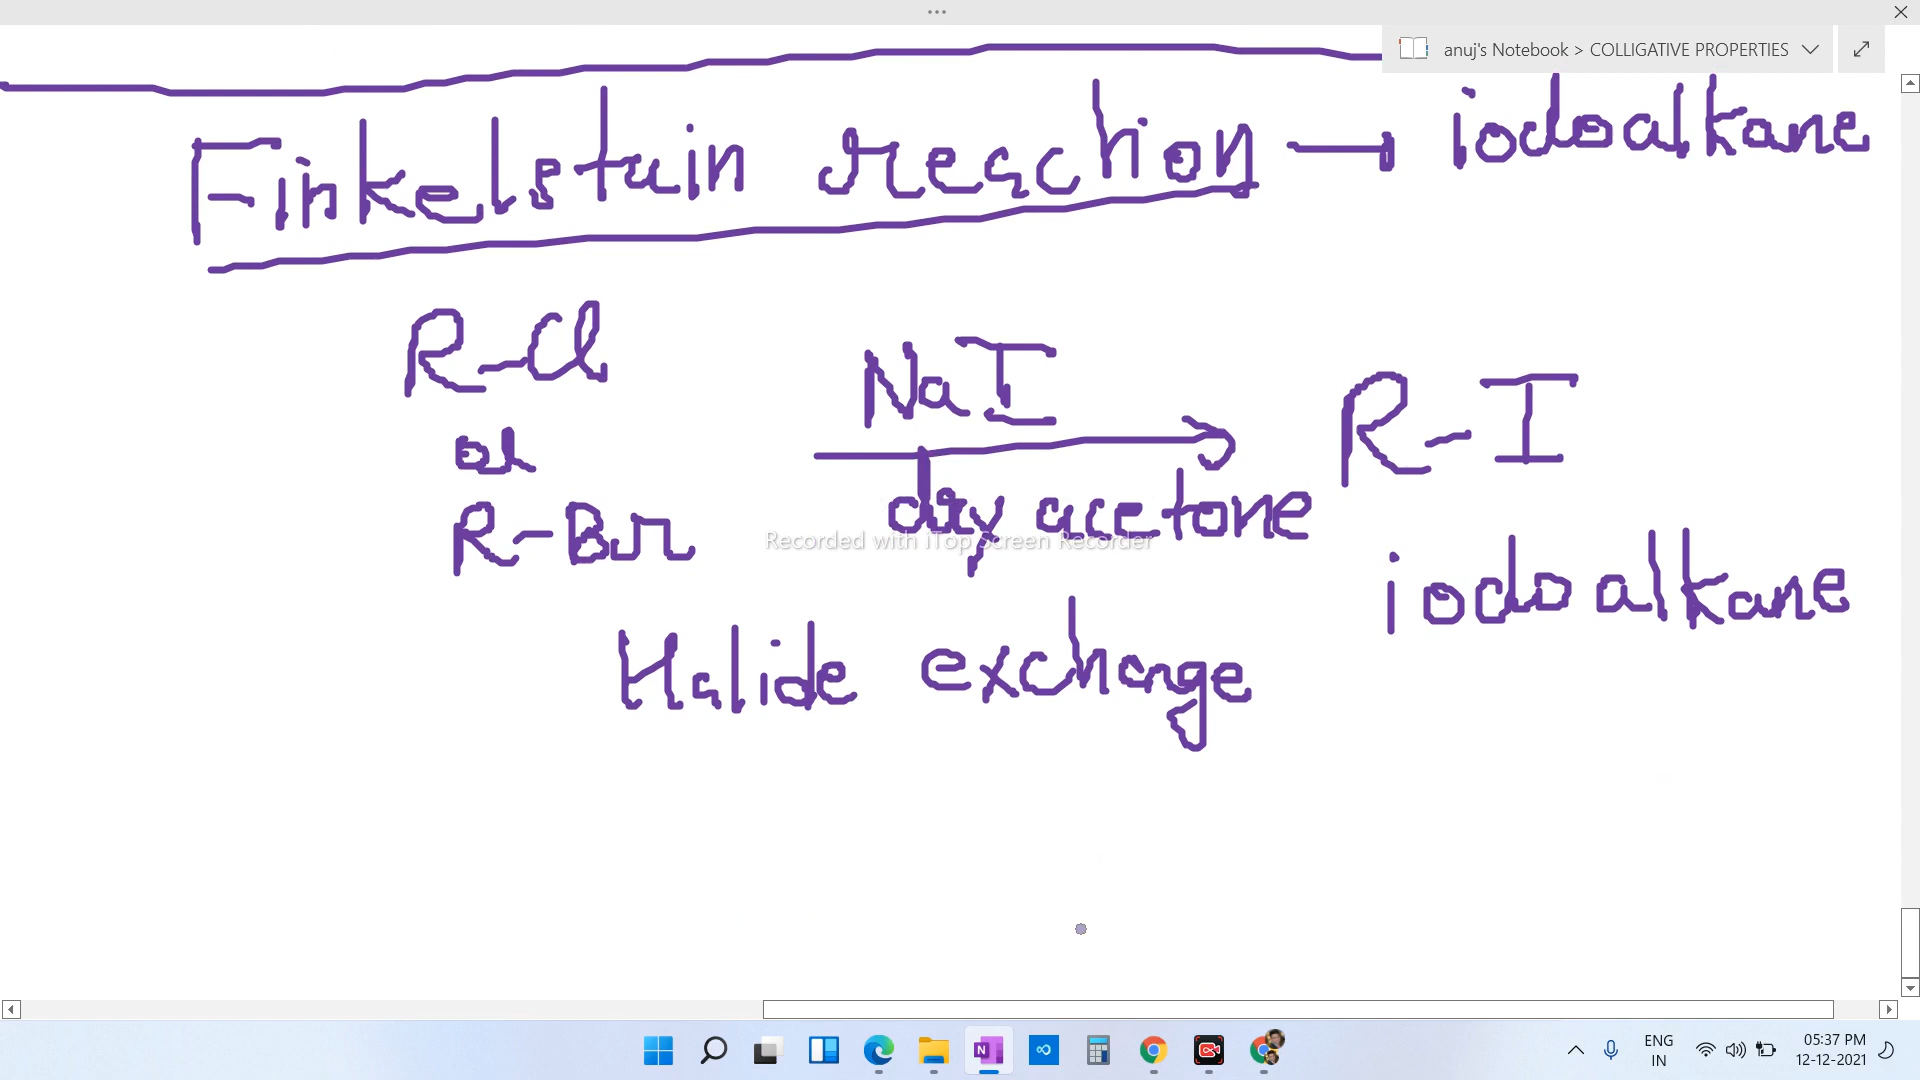 anuj's Notebook > COLLIGATIVE PROPERTIES
Finkelstain reaction → iodoalkane
R-Cl
or
R-Br
NaI
dry acetone
R-I
iodoalkane
Halide exchange
Recorded with iTop Screen Recorder
ENG
IN
05:37 PM
12-12-2021